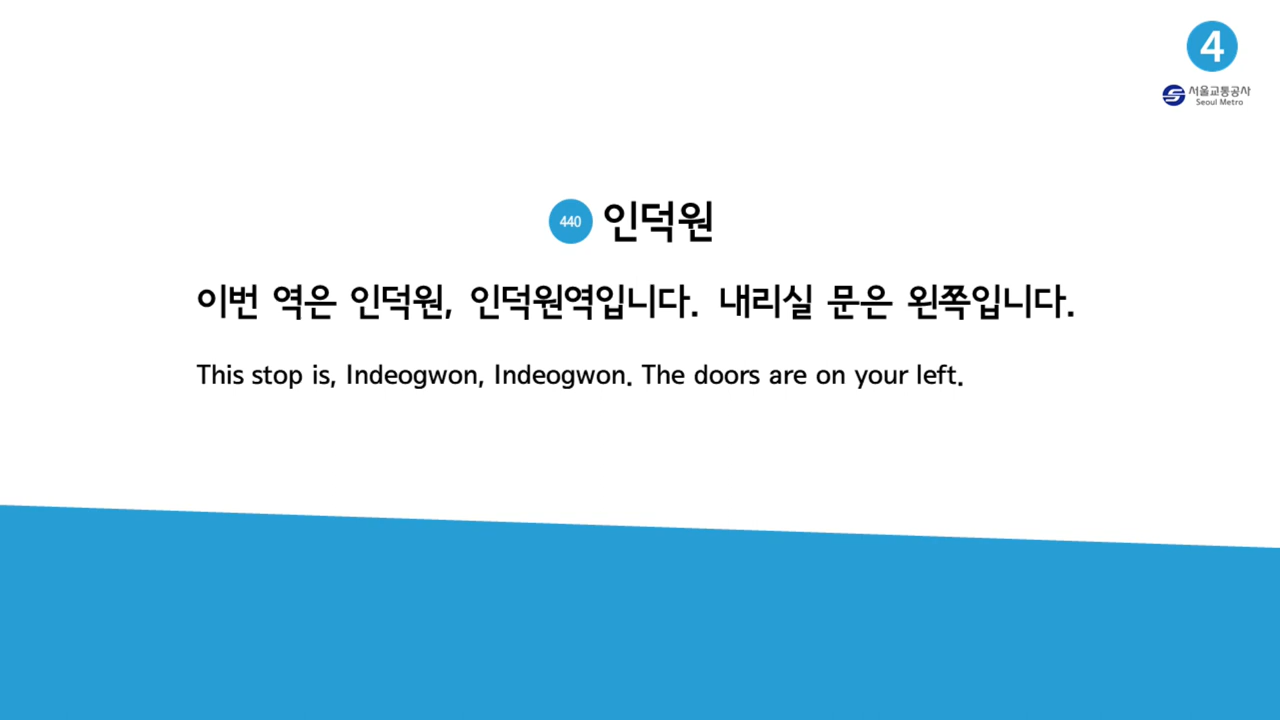 4
서울교통공사
Seoul Metro
440 인덕원
이번 역은 인덕원, 인덕원역입니다. 내리실 문은 왼쪽입니다.
This stop is, Indeogwon, Indeogwon. The doors are on your left.